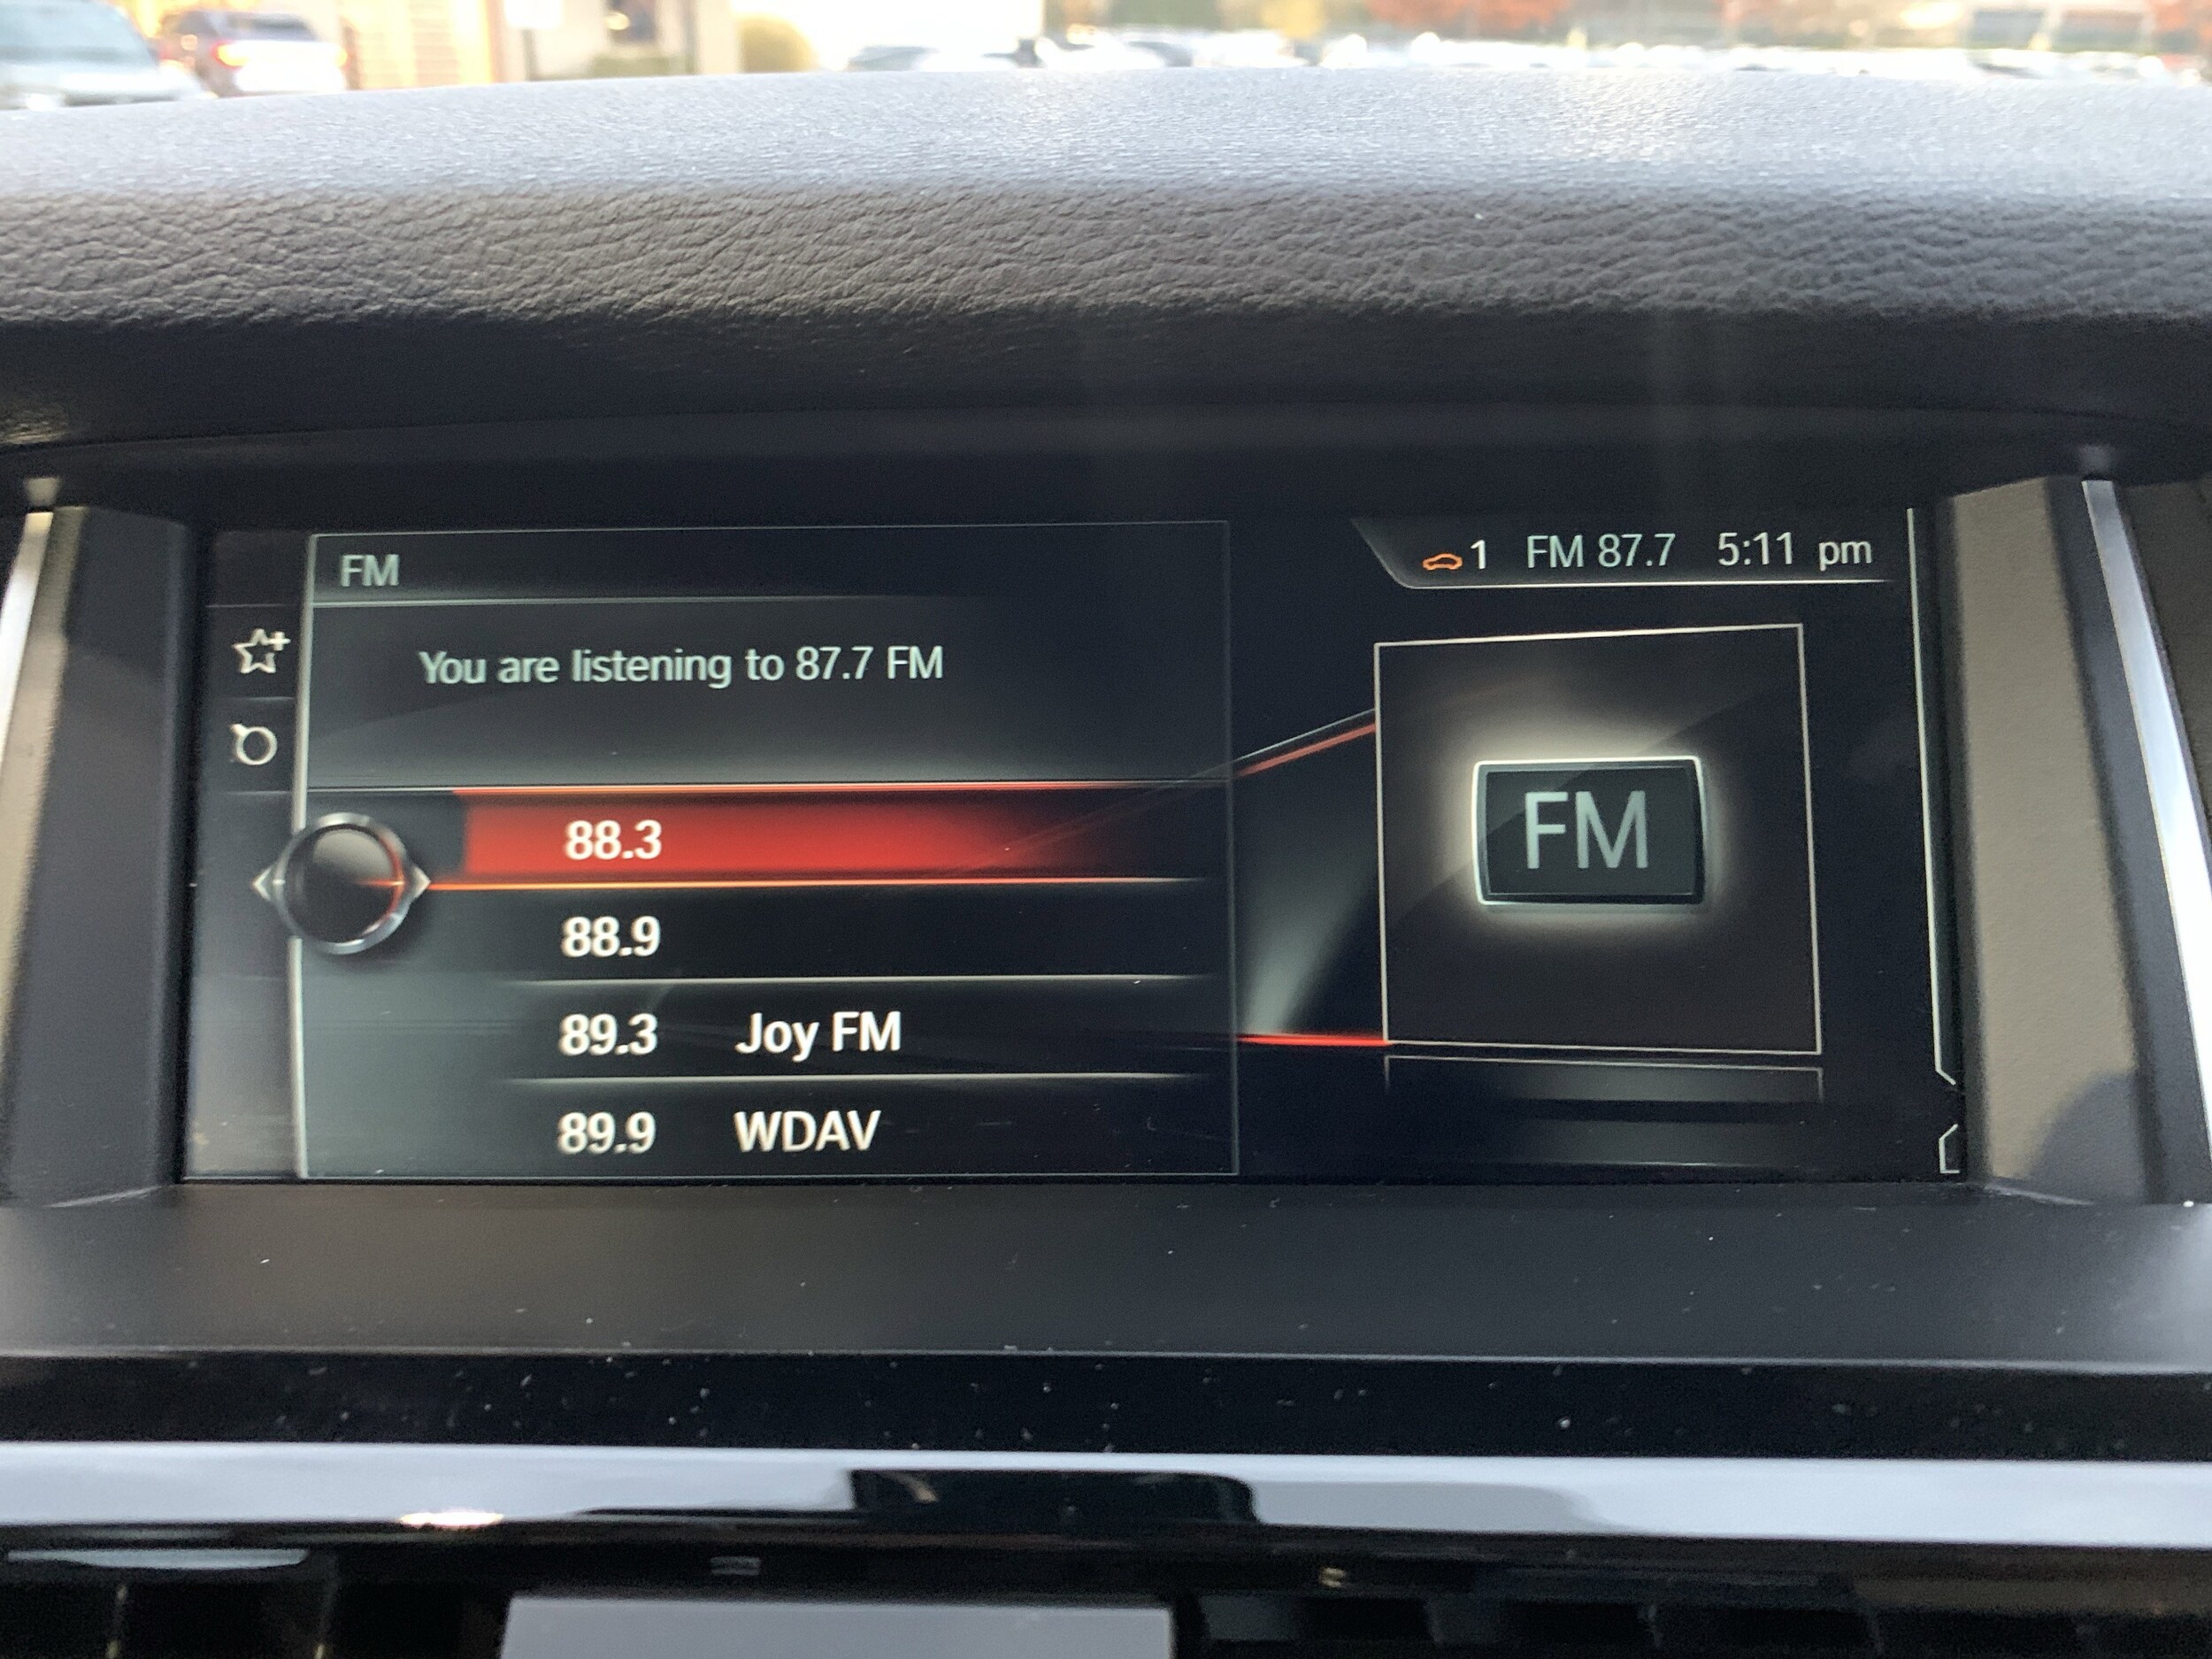 FM
1 FM 87.7 5:11 pm
You are listening to 87.7 FM
88.3
88.9
89.3 Joy FM
89.9 WDAV
FM